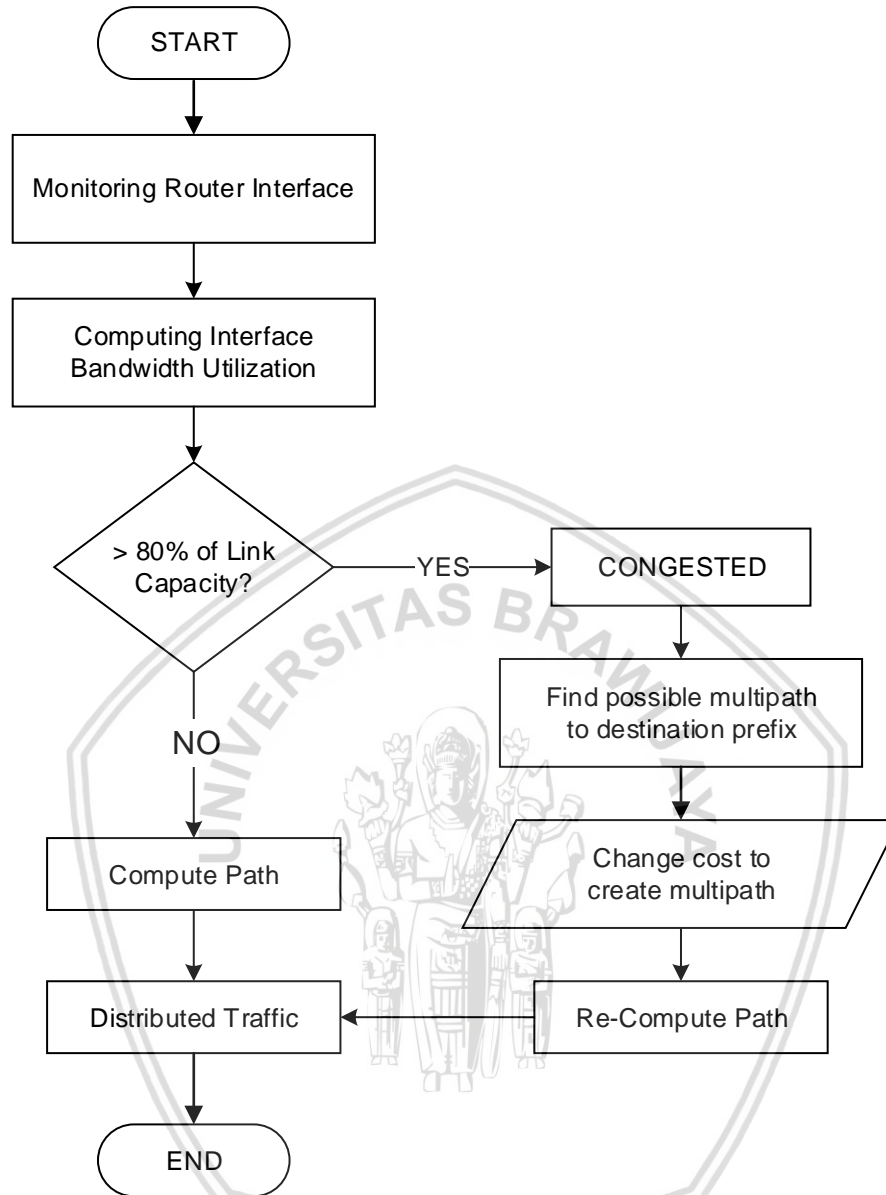 START
Monitoring Router Interface
Computing Interface
Bandwidth Utilization
> 80% of Link
Capacity?
YES
CONGESTED
Find possible multipath
to destination prefix
Change cost to
create multipath
Re-Compute Path
NO
Compute Path
Distributed Traffic
END
UNIVERSITAS BRAWIJAYA